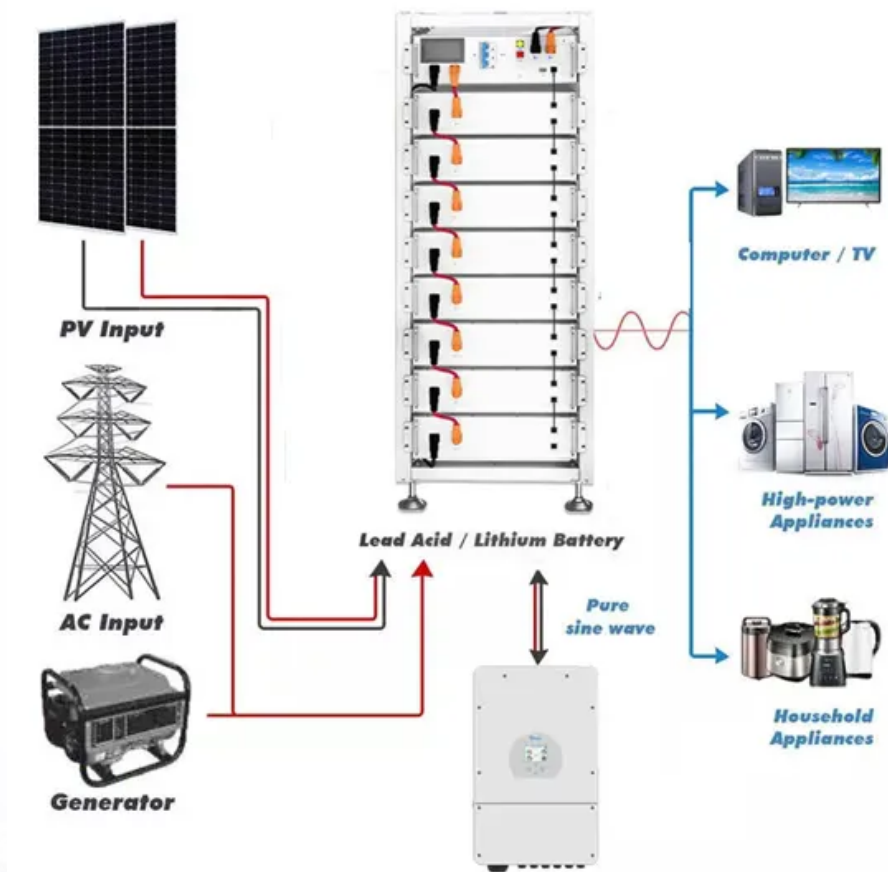 PV Input
AC Input
Generator
Lead Acid / Lithium Battery
Pure
sine wave
Computer / TV
High-power
Appliances
Household
Appliances